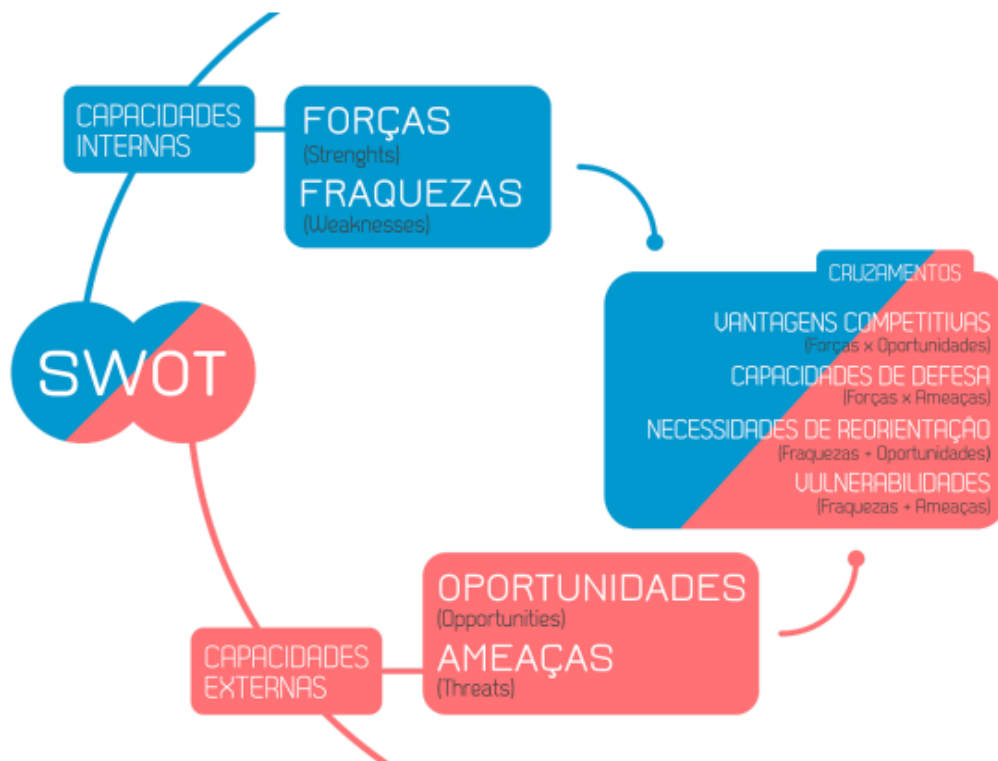 CAPACIDADES
INTERNAS
FORÇAS
(Strenghts)
FRAQUEZAS
(Weaknesses)
SWOT
CRUZAMENTOS
VANTAGENS COMPETITIVAS
(Forças x Oportunidades)
CAPACIDADES DE DEFESA
(Forças x Ameaças)
NECESSIDADES DE REORIENTAÇÃO
(Fraquezas + Oportunidades)
VULNERABILIDADES
(Fraquezas + Ameaças)
OPORTUNIDADES
(Opportunities)
AMEAÇAS
(Threats)
CAPACIDADES
EXTERNAS